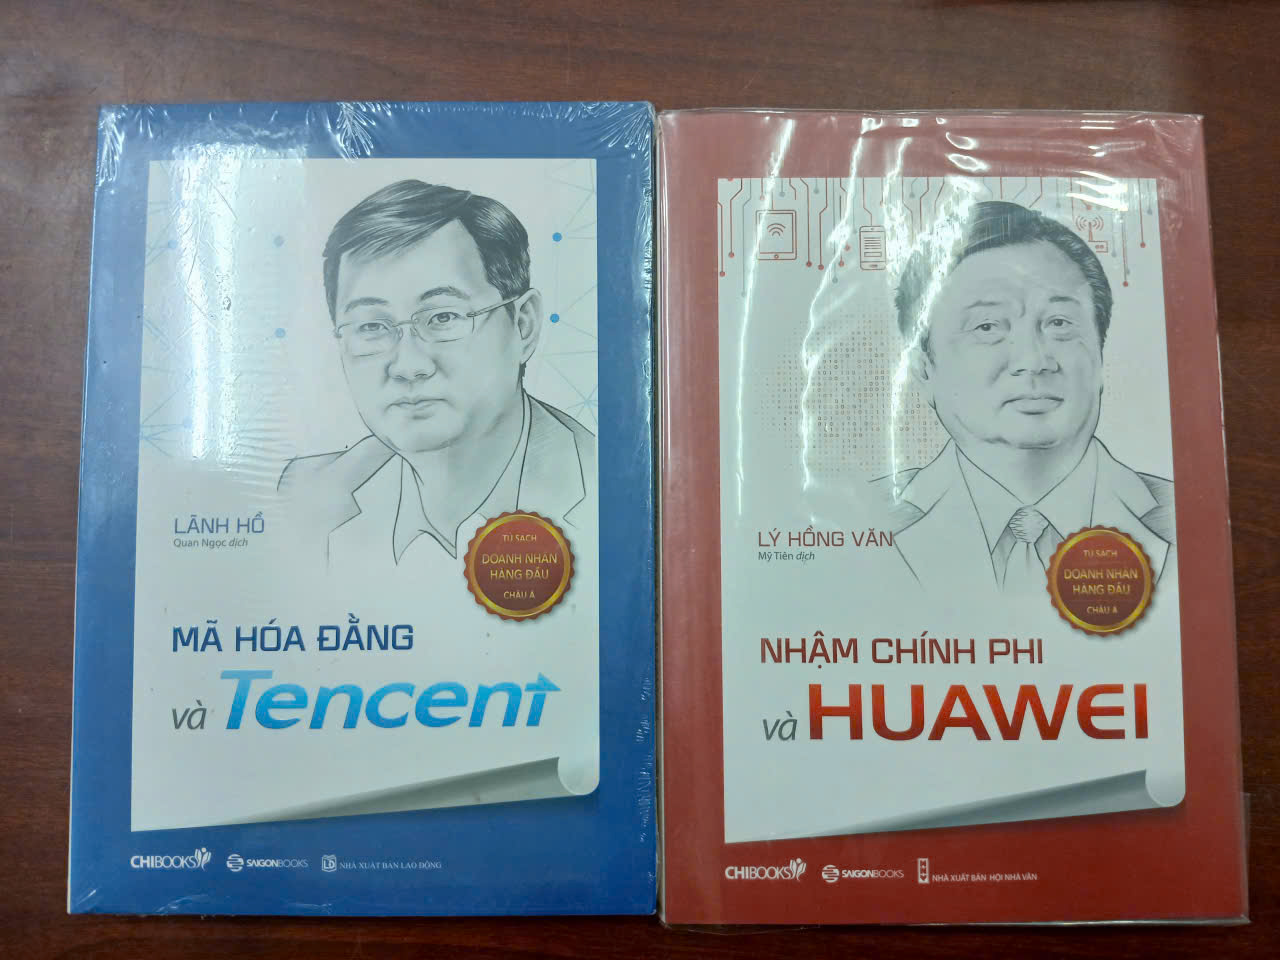 LÃNH HỒ
Quan Ngọc dịch
TỦ SÁCH
DOANH NHÂN
HÀNG ĐẦU
CHÂU Á
MÃ HÓA ĐẰNG
và Tencent
CHIBOOKS
SAIGONBOOKS
LĐ
NHÀ XUẤT BẢN LAO ĐỘNG
LÝ HỒNG VĂN
Mỹ Tiên dịch
TỦ SÁCH
DOANH NHÂN
HÀNG ĐẦU
CHÂU Á
NHẬM CHÍNH PHI
và HUAWEI
CHIBOOKS
SAIGONBOOKS
NHÀ XUẤT BẢN HỘI NHÀ VĂN